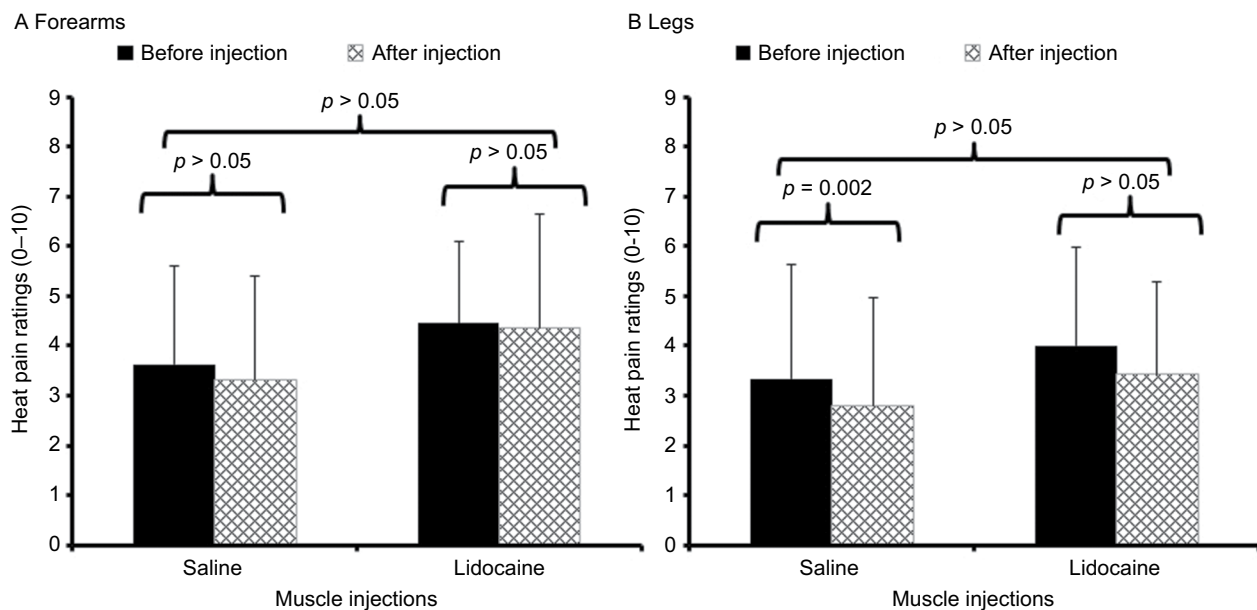 A Forearms
Before injection After injection
Heat pain ratings (0–10)
9
8
7
6
5
4
3
2
1
0
p > 0.05
p > 0.05
p > 0.05
Saline Lidocaine
Muscle injections
B Legs
Before injection After injection
Heat pain ratings (0-10)
9
8
7
6
5
4
3
2
1
0
p > 0.05
p = 0.002
p > 0.05
Saline Lidocaine
Muscle injections